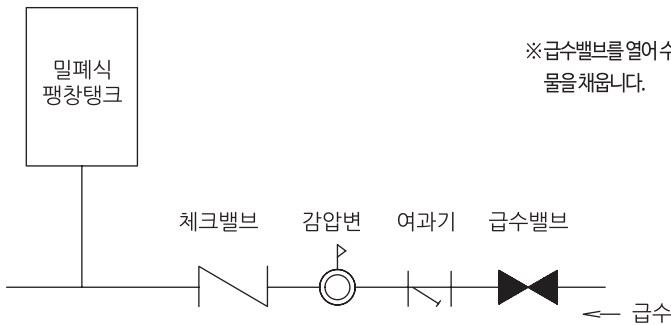 밀폐식
팽창탱크
※급수밸브를 열어 수
물을 채웁니다.
체크밸브 감압변 여과기 급수밸브
급수